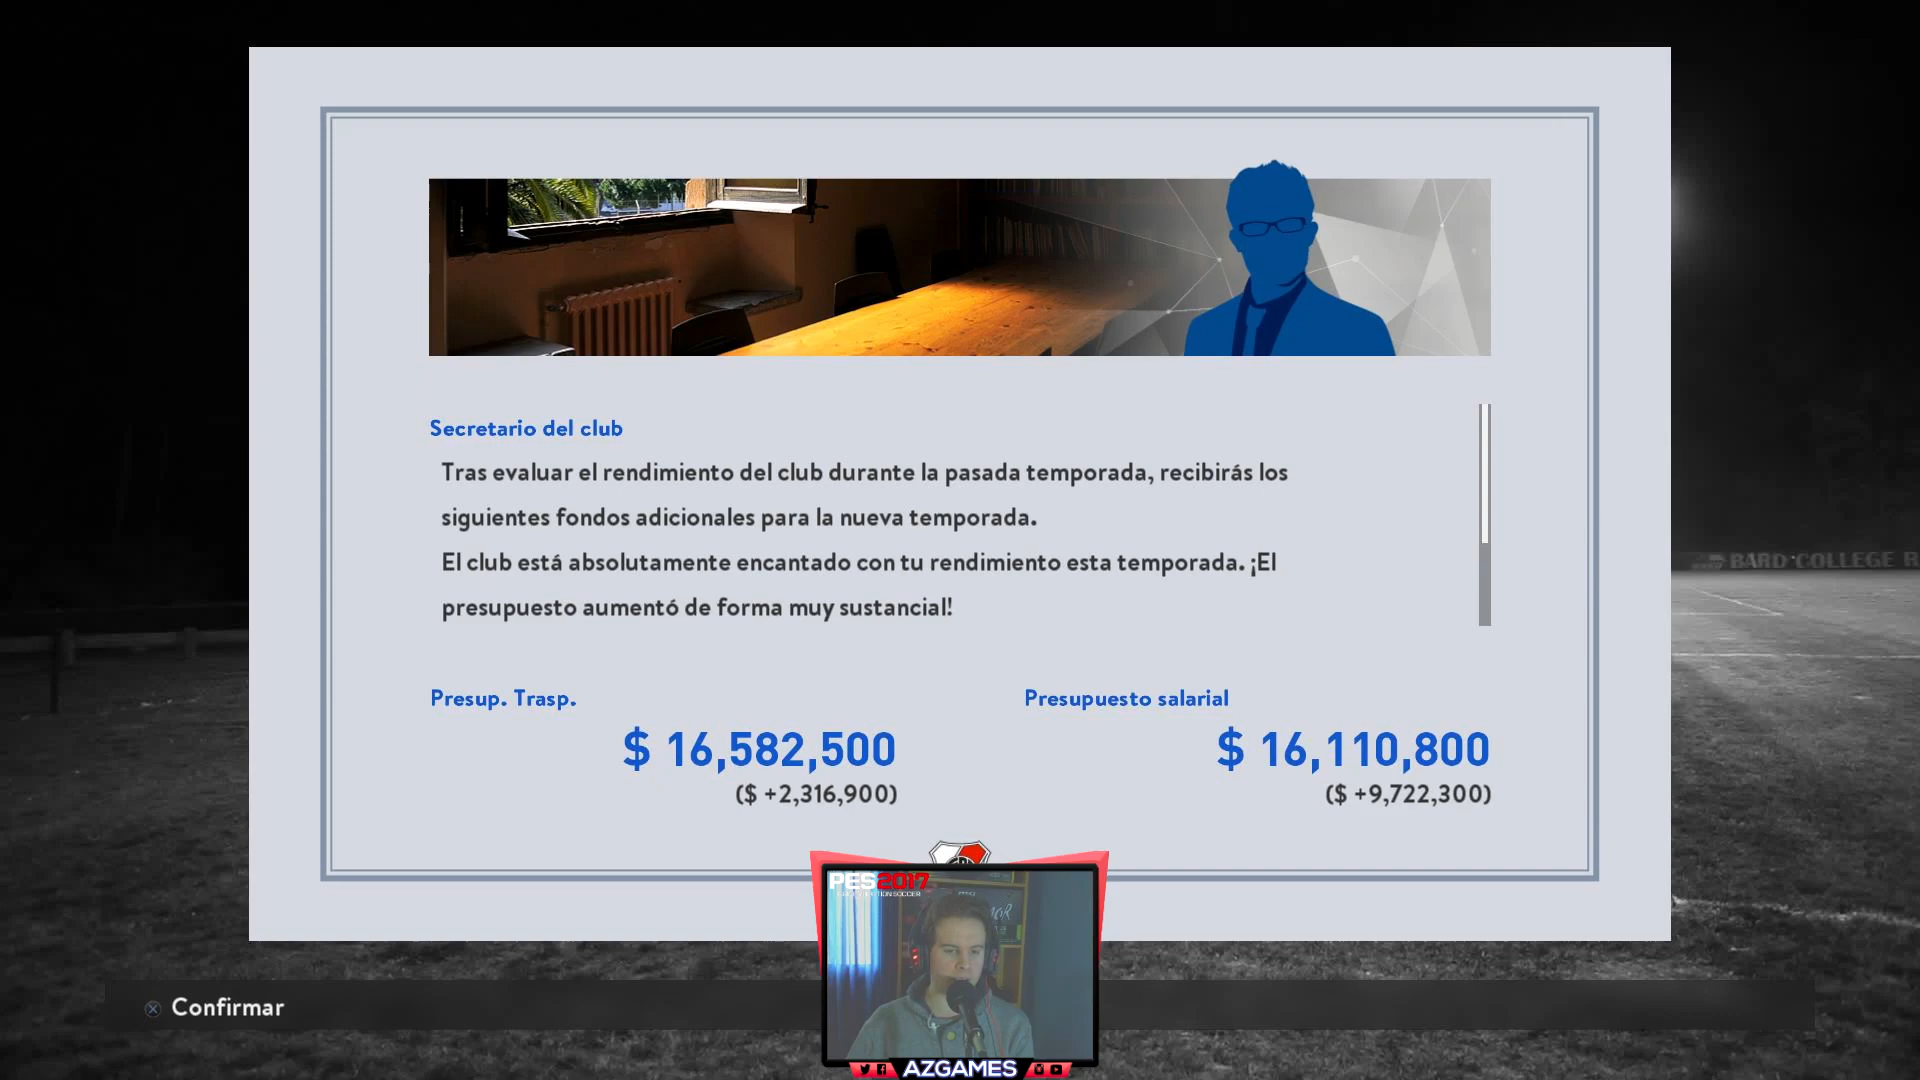 BARD COLLEGE R
Secretario del club
Tras evaluar el rendimiento del club durante la pasada temporada, recibirás los
siguientes fondos adicionales para la nueva temporada.
El club está absolutamente encantado con tu rendimiento esta temporada. ¡El
presupuesto aumentó de forma muy sustancial!
Presup. Trasp.
$ 16,582,500
($ +2,316,900)
Presupuesto salarial
$ 16,110,800
($ +9,722,300)
PES2017
Confirmar
AZGAMES